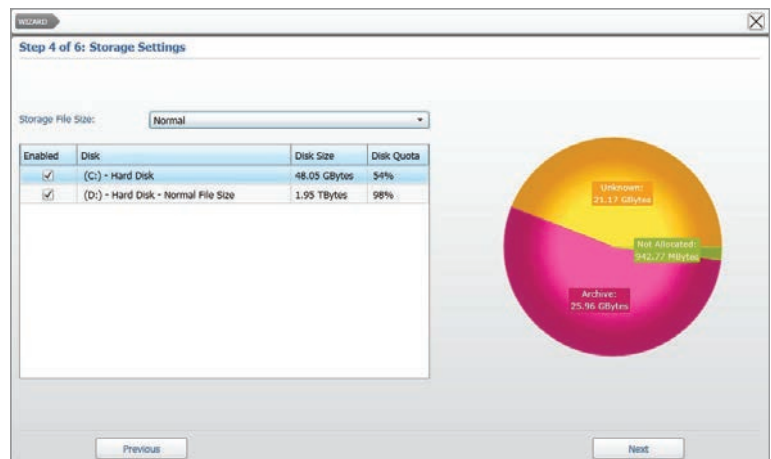 WIZARD
Step 4 of 6: Storage Settings
Storage File Size:
Normal
Enabled Disk Disk Size Disk Quota
(C:) - Hard Disk 48.05 GBytes 54%
(D:) - Hard Disk - Normal File Size 1.95 TBytes 98%
Unknown:
21.17 GBytes
Not Allocated:
942.77 MBytes
Archive:
25.96 GBytes
Previous
Next